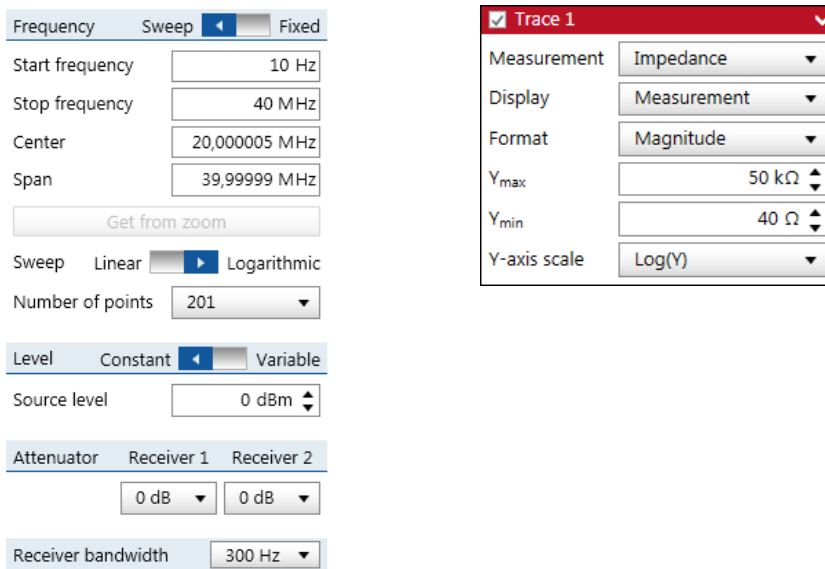 Frequency Sweep Fixed
Start frequency 10 Hz
Stop frequency 40 MHz
Center 20,000005 MHz
Span 39,99999 MHz
Get from zoom
Sweep Linear Logarithmic
Number of points 201
Level Constant Variable
Source level 0 dBm
Attenuator Receiver 1 Receiver 2
0 dB 0 dB
Receiver bandwidth 300 Hz
Trace 1
Measurement Impedance
Display Measurement
Format Magnitude
Ymax 50 kΩ
Ymin 40 Ω
Y-axis scale Log(Y)